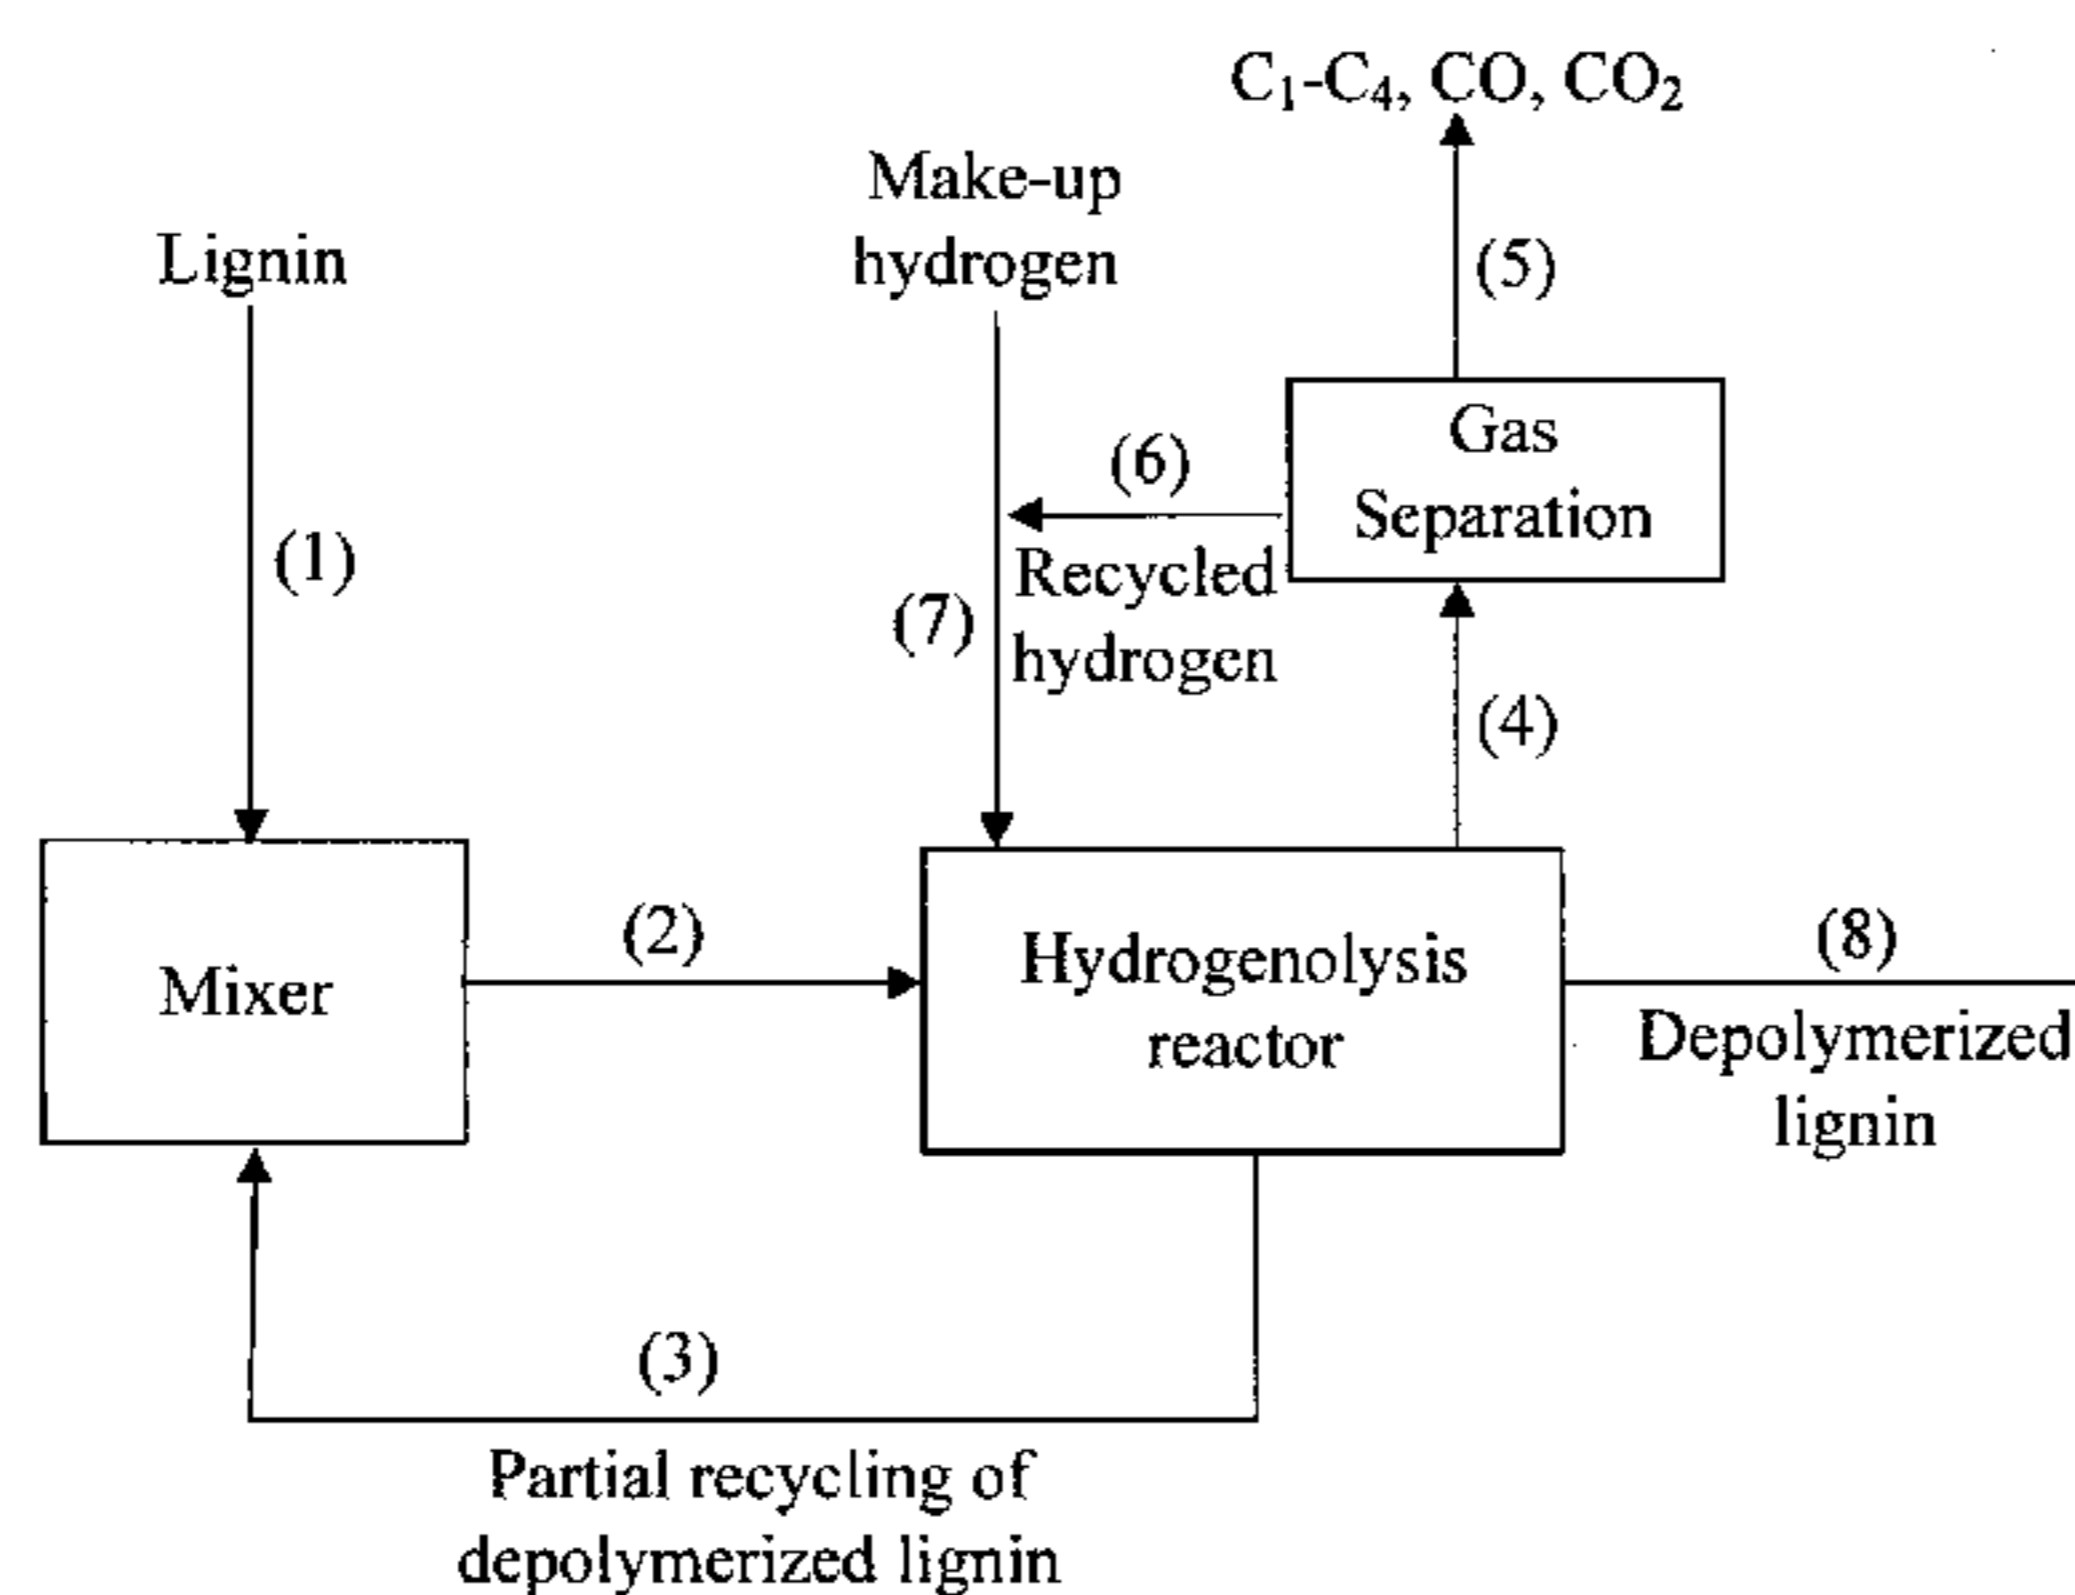 C₁-C₄, CO, CO₂
Make-up
hydrogen
Lignin
(5)
Gas
Separation
(6)
Recycled
hydrogen
(1)
(7)
(4)
(2)
(8)
Mixer
Hydrogenolysis
reactor
Depolymerized
lignin
(3)
Partial recycling of
depolymerized lignin